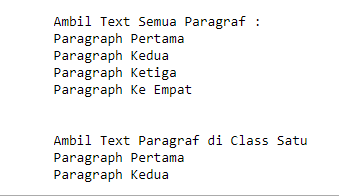 Ambil Text Semua Paragraf :
Paragraph Pertama
Paragraph Kedua
Paragraph Ketiga
Paragraph Ke Empat
Ambil Text Paragraf di Class Satu
Paragraph Pertama
Paragraph Kedua